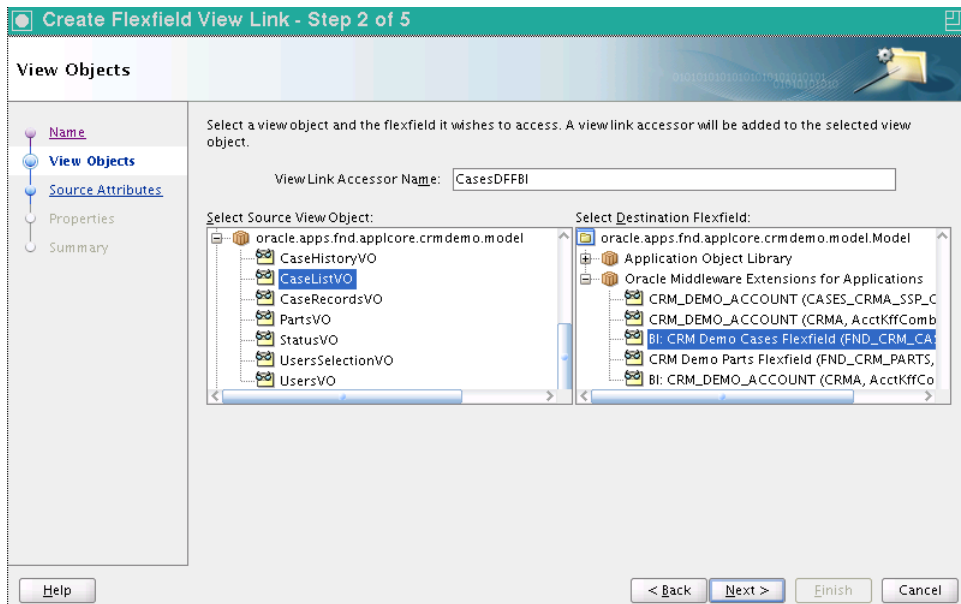 Create Flexfield View Link - Step 2 of 5
View Objects
Name
View Objects
Source Attributes
Properties
Summary
Select a view object and the flexfield it wishes to access. A view link accessor will be added to the selected view
object.
View Link Accessor Name: CasesDFFBI
Select Source View Object:
oracle.apps.fnd.applcore.crmdemo.model
CaseHistoryVO
CaseListVO
CaseRecordsVO
PartsVO
StatusVO
UsersSelectionVO
UsersVO
Select Destination Flexfield:
oracle.apps.fnd.applcore.crmdemo.model.Model
Application Object Library
Oracle Middleware Extensions for Applications
CRM_DEMO_ACCOUNT (CASES_CRMA_SSP_C
CRM_DEMO_ACCOUNT (CRMA, AcctKffComb
BI: CRM Demo Cases Flexfield (FND_CRM_CA
CRM Demo Parts Flexfield (FND_CRM_PARTS,
BI: CRM_DEMO_ACCOUNT (CRMA, AcctKffCo
Help
< Back
Next >
Finish
Cancel